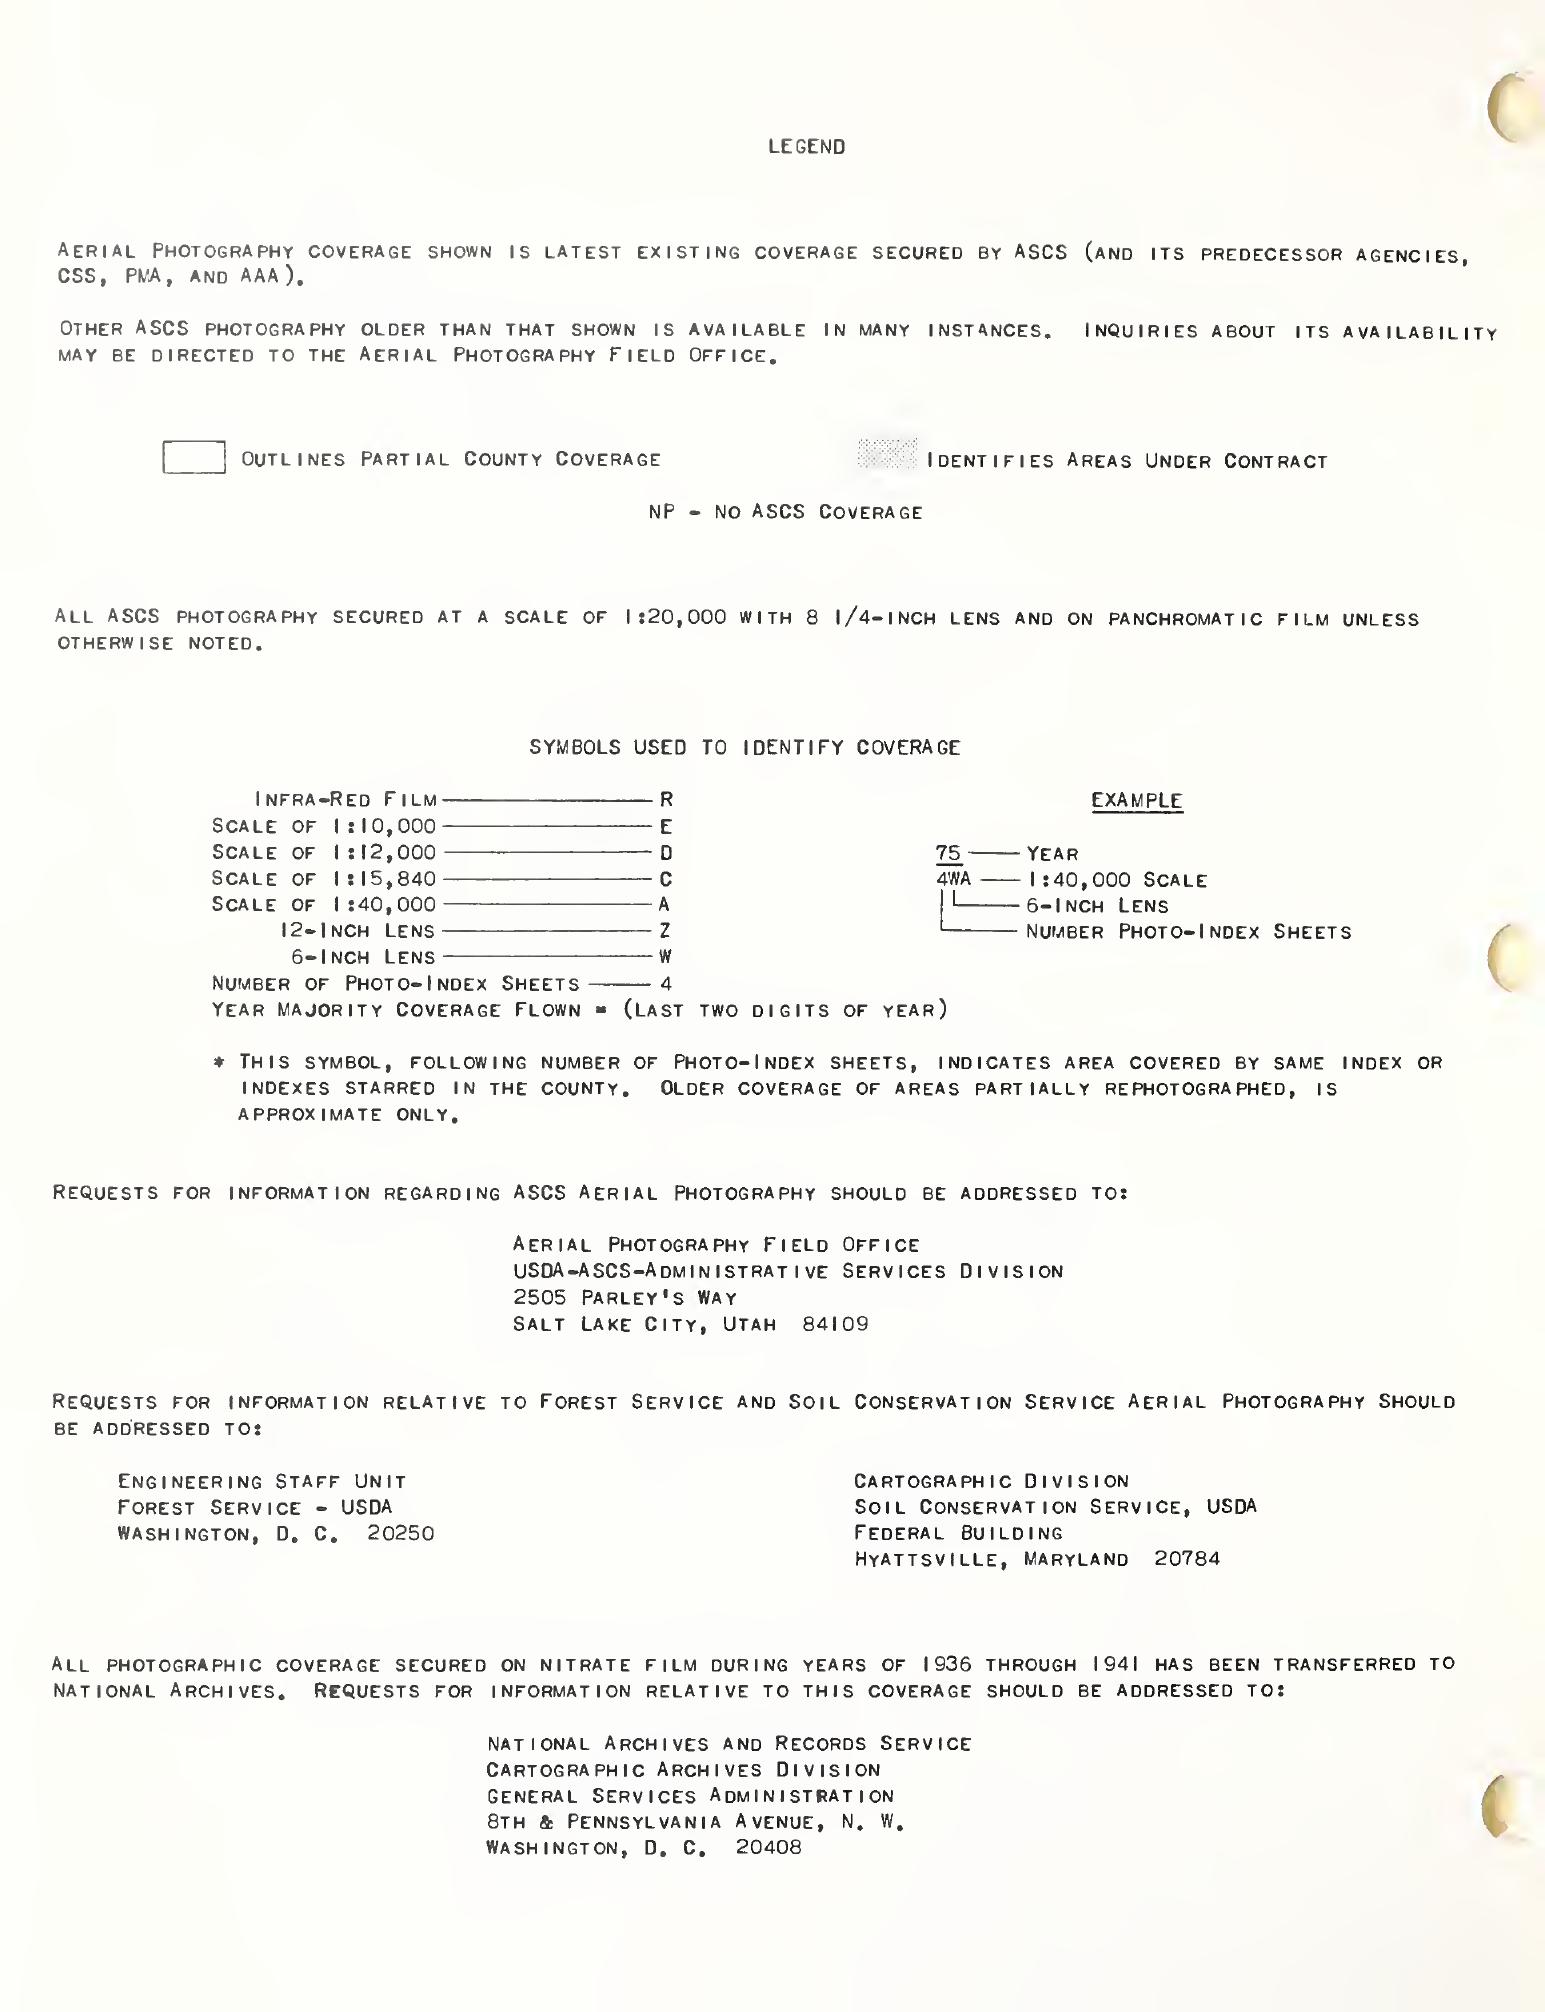 LEGEND
AERIAL PHOTOGRAPHY COVERAGE SHOWN IS LATEST EXISTING COVERAGE SECURED BY ASCS (AND ITS PREDECESSOR AGENCIES,
CSS, PMA, AND AAA).
OTHER ASCS PHOTOGRAPHY OLDER THAN THAT SHOWN IS AVAILABLE IN MANY INSTANCES. INQUIRIES ABOUT ITS AVAILABILITY
MAY BE DIRECTED TO THE AERIAL PHOTOGRAPHY FIELD OFFICE.
OUTLINES PARTIAL COUNTY COVERAGE
IDENTIFIES AREAS UNDER CONTRACT
NP - NO ASCS COVERAGE
ALL ASCS PHOTOGRAPHY SECURED AT A SCALE OF 1:20,000 WITH 8 1/4-INCH LENS AND ON PANCHROMATIC FILM UNLESS
OTHERWISE NOTED.
SYMBOLS USED TO IDENTIFY COVERAGE
INFRA-RED FILM R
SCALE OF 1:10,000 E
SCALE OF 1:12,000 D
SCALE OF 1:15,840 C
SCALE OF 1:40,000 A
12-INCH LENS Z
6-INCH LENS W
NUMBER OF PHOTO-INDEX SHEETS 4
YEAR MAJORITY COVERAGE FLOWN = (LAST TWO DIGITS OF YEAR)
EXAMPLE
75 YEAR
4WA 1:40,000 SCALE
6-INCH LENS
NUMBER PHOTO-INDEX SHEETS
* THIS SYMBOL, FOLLOWING NUMBER OF PHOTO-INDEX SHEETS, INDICATES AREA COVERED BY SAME INDEX OR
INDEXES STARRED IN THE COUNTY. OLDER COVERAGE OF AREAS PARTIALLY REPHOTOGRAPHED, IS
APPROXIMATE ONLY.
REQUESTS FOR INFORMATION REGARDING ASCS AERIAL PHOTOGRAPHY SHOULD BE ADDRESSED TO:
AERIAL PHOTOGRAPHY FIELD OFFICE
USDA-ASCS-ADMINISTRATIVE SERVICES DIVISION
2505 PARLEY'S WAY
SALT LAKE CITY, UTAH 84109
REQUESTS FOR INFORMATION RELATIVE TO FOREST SERVICE AND SOIL CONSERVATION SERVICE AERIAL PHOTOGRAPHY SHOULD
BE ADDRESSED TO:
ENGINEERING STAFF UNIT
FOREST SERVICE - USDA
WASHINGTON, D. C. 20250
CARTOGRAPHIC DIVISION
SOIL CONSERVATION SERVICE, USDA
FEDERAL BUILDING
HYATTSVILLE, MARYLAND 20784
ALL PHOTOGRAPHIC COVERAGE SECURED ON NITRATE FILM DURING YEARS OF 1936 THROUGH 1941 HAS BEEN TRANSFERRED TO
NATIONAL ARCHIVES. REQUESTS FOR INFORMATION RELATIVE TO THIS COVERAGE SHOULD BE ADDRESSED TO:
NATIONAL ARCHIVES AND RECORDS SERVICE
CARTOGRAPHIC ARCHIVES DIVISION
GENERAL SERVICES ADMINISTRATION
8TH & PENNSYLVANIA AVENUE, N. W.
WASHINGTON, D. C. 20408